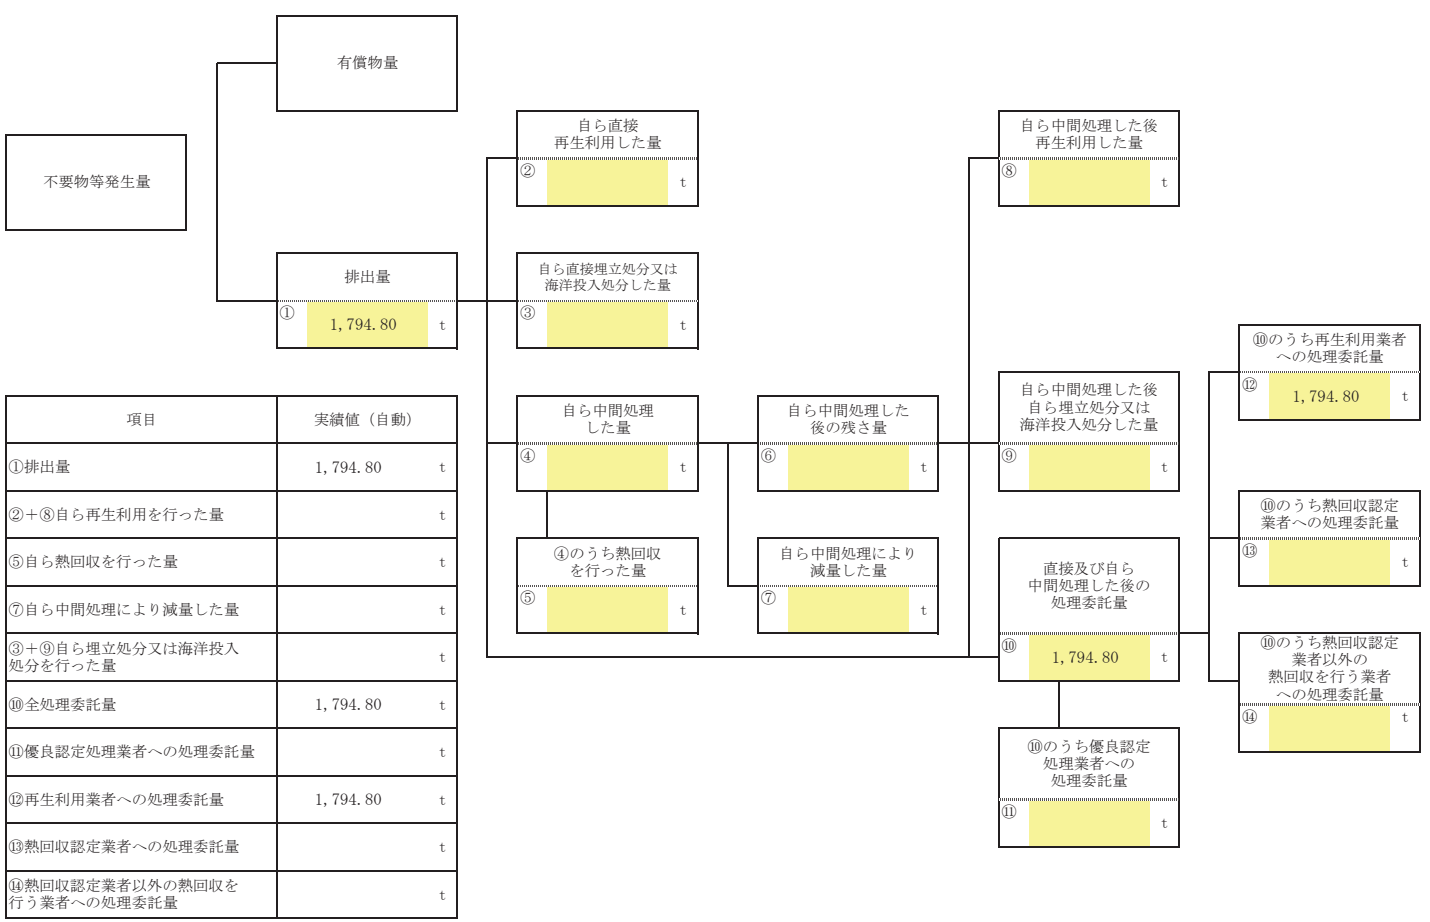 有償物量
不要物等発生量
排出量
①
1,794.80
t
自ら直接
再生利用した量
②
t
自ら直接埋立処分又は
海洋投入処分した量
③
t
自ら中間処理
した量
④
t
④のうち熱回収
を行った量
⑤
t
自ら中間処理した
後の残さ量
⑥
t
自ら中間処理により
減量した量
⑦
t
自ら中間処理した後
再生利用した量
⑧
t
自ら中間処理した後
自ら埋立処分又は
海洋投入処分した量
⑨
t
直接及び自ら
中間処理した後の
処理委託量
⑩
1,794.80
t
⑩のうち優良認定
処理業者への
処理委託量
⑪
t
⑩のうち再生利用業者
への処理委託量
⑫
1,794.80
t
⑩のうち熱回収認定
業者への処理委託量
⑬
t
⑩のうち熱回収認定
業者以外の
熱回収を行う業者
への処理委託量
⑭
t
項目 実績値（自動）
①排出量 1,794.80 t
②＋⑧自ら再生利用を行った量 t
⑤自ら熱回収を行った量 t
⑦自ら中間処理により減量した量 t
③＋⑨自ら埋立処分又は海洋投入
処分を行った量 t
⑩全処理委託量 1,794.80 t
⑪優良認定処理業者への処理委託量 t
⑫再生利用業者への処理委託量 1,794.80 t
⑬熱回収認定業者への処理委託量 t
⑭熱回収認定業者以外の熱回収を
行う業者への処理委託量 t